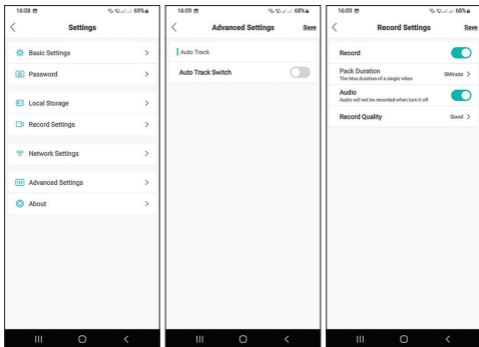 16:08
69%
Settings
Basic Settings
Password
Local Storage
Record Settings
Network Settings
Advanced Settings
About
16:09
68%
Advanced Settings
Save
Auto Track
Auto Track Switch
16:09
68%
Record Settings
Save
Record
Pack Duration
5Minute
The Max duration of a single video
Audio
Audio will not be recorded when turn it off
Record Quality
Good